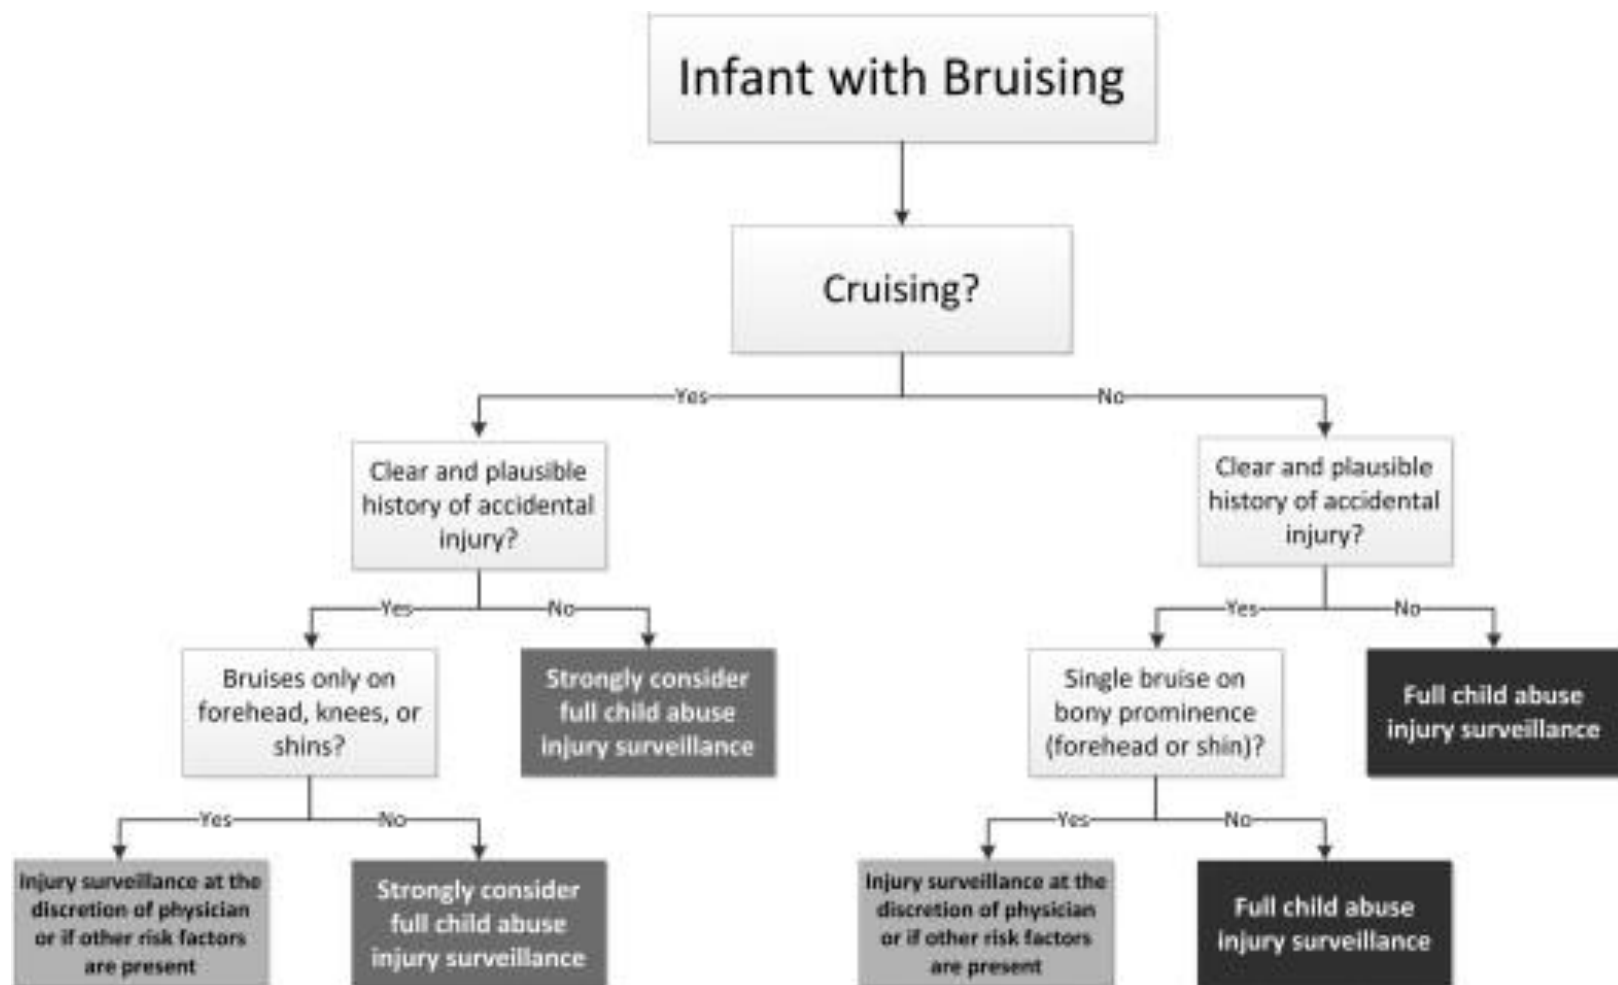 Infant with Bruising
Cruising?
Yes
No
Clear and plausible
history of accidental
injury?
Clear and plausible
history of accidental
injury?
Yes
No
Yes
No
Bruises only on
forehead, knees, or
shins?
Strongly consider
full child abuse
injury surveillance
Single bruise on
bony prominence
(forehead or shin)?
Full child abuse
injury surveillance
Yes
No
Yes
No
Injury surveillance at the
discretion of physician
or if other risk factors
are present
Strongly consider
full child abuse
injury surveillance
Injury surveillance at the
discretion of physician
or if other risk factors
are present
Full child abuse
injury surveillance